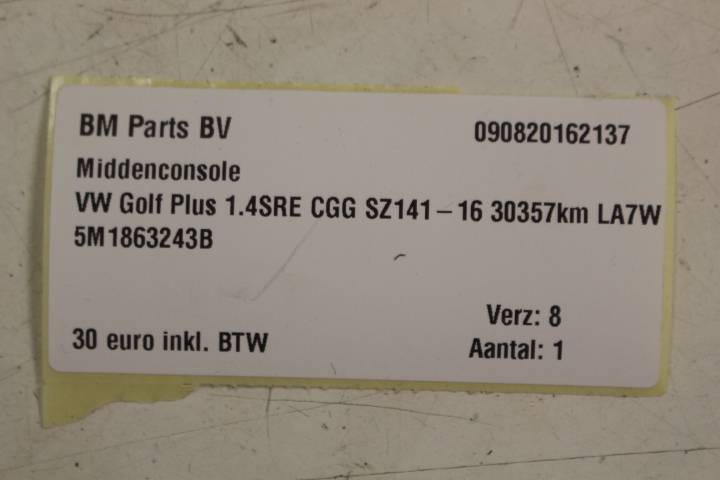 BM Parts BV 090820162137
Middenconsole
VW Golf Plus 1.4SRE CGG SZ141-16 30357km LA7W
5M1863243B
Verz: 8
30 euro inkl. BTW Aantal: 1